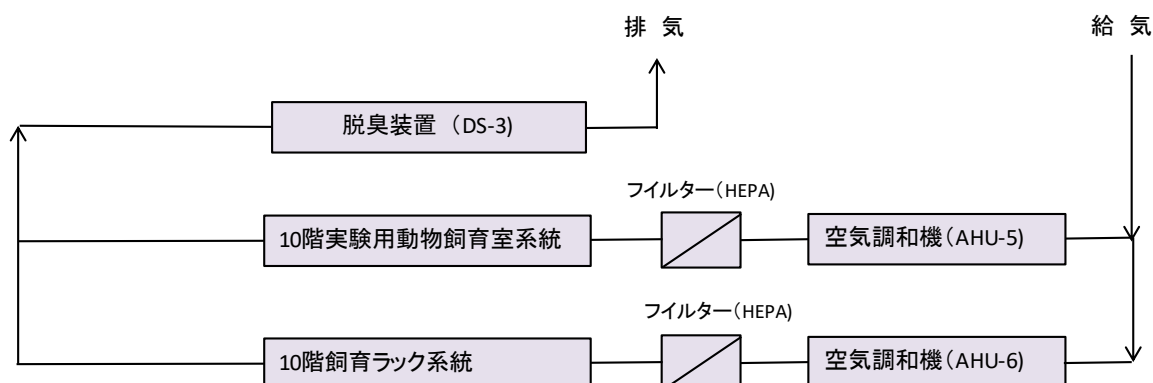 排 気
給 気
脱臭装置 （DS-3)
フイルター（HEPA)
10階実験用動物飼育室系統
空気調和機（AHU-5)
フイルター（HEPA)
10階飼育ラック系統
空気調和機（AHU-6)